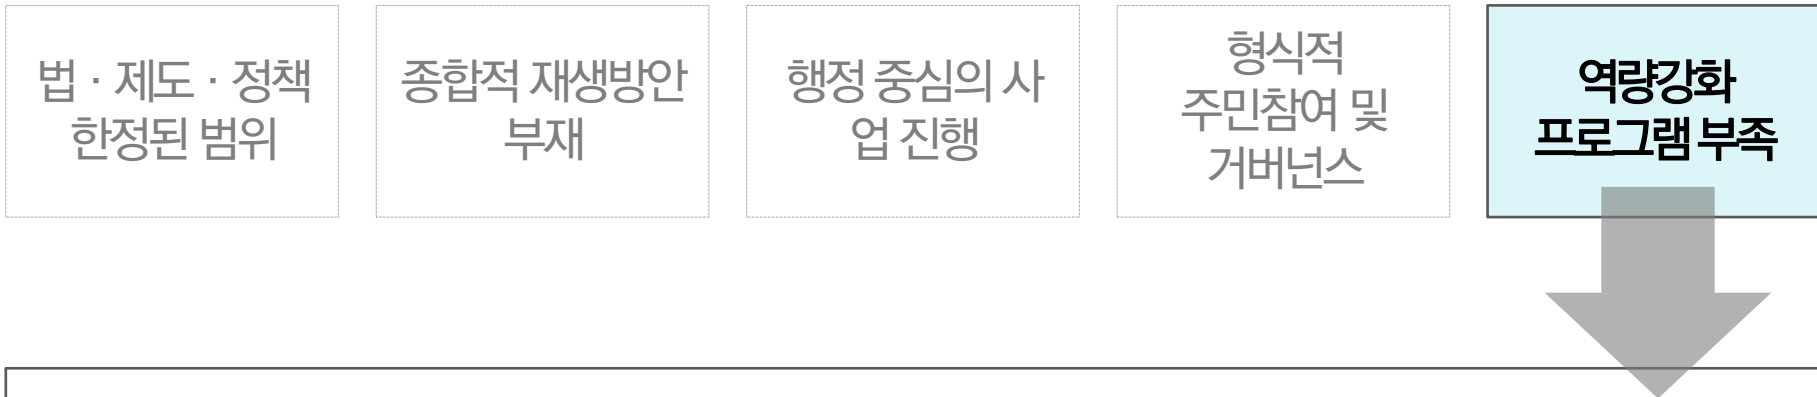 법 · 제도 · 정책
한정된 범위
종합적 재생방안
부재
행정 중심의 사
업 진행
형식적
주민참여 및
거버넌스
역량강화
프로그램 부족